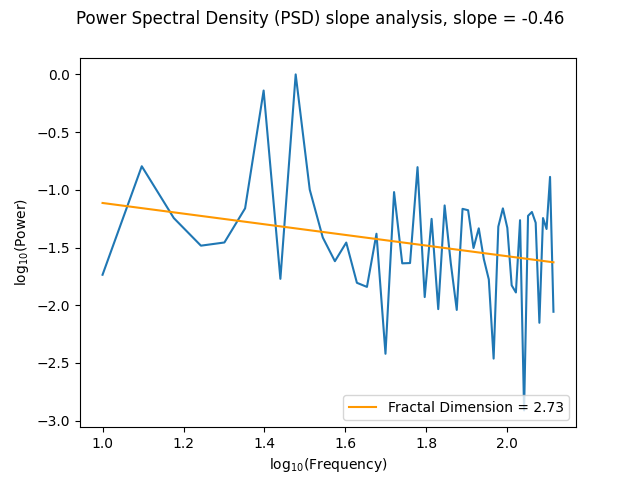 Power Spectral Density (PSD) slope analysis, slope = -0.46
0.0
−0.5
−1.0
−1.5
−2.0
−2.5
−3.0
log₁₀(Power)
1.0 1.2 1.4 1.6 1.8 2.0
log₁₀(Frequency)
Fractal Dimension = 2.73